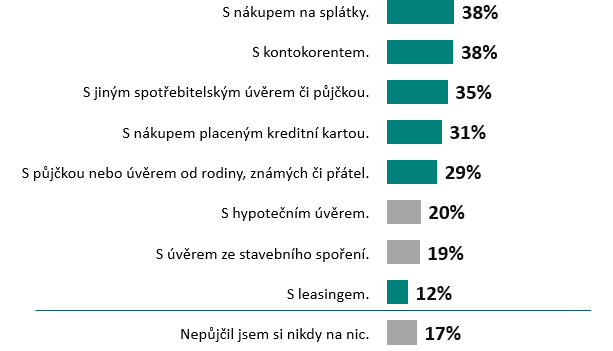 S nákupem na splátky. 38%
S kontokorentem. 38%
S jiným spotřebitelským úvěrem či půjčkou. 35%
S nákupem placeným kreditní kartou. 31%
S půjčkou nebo úvěrem od rodiny, známých či přátel. 29%
S hypotečním úvěrem. 20%
S úvěrem ze stavebního spoření. 19%
S leasingem. 12%
Nepůjčil jsem si nikdy na nic. 17%